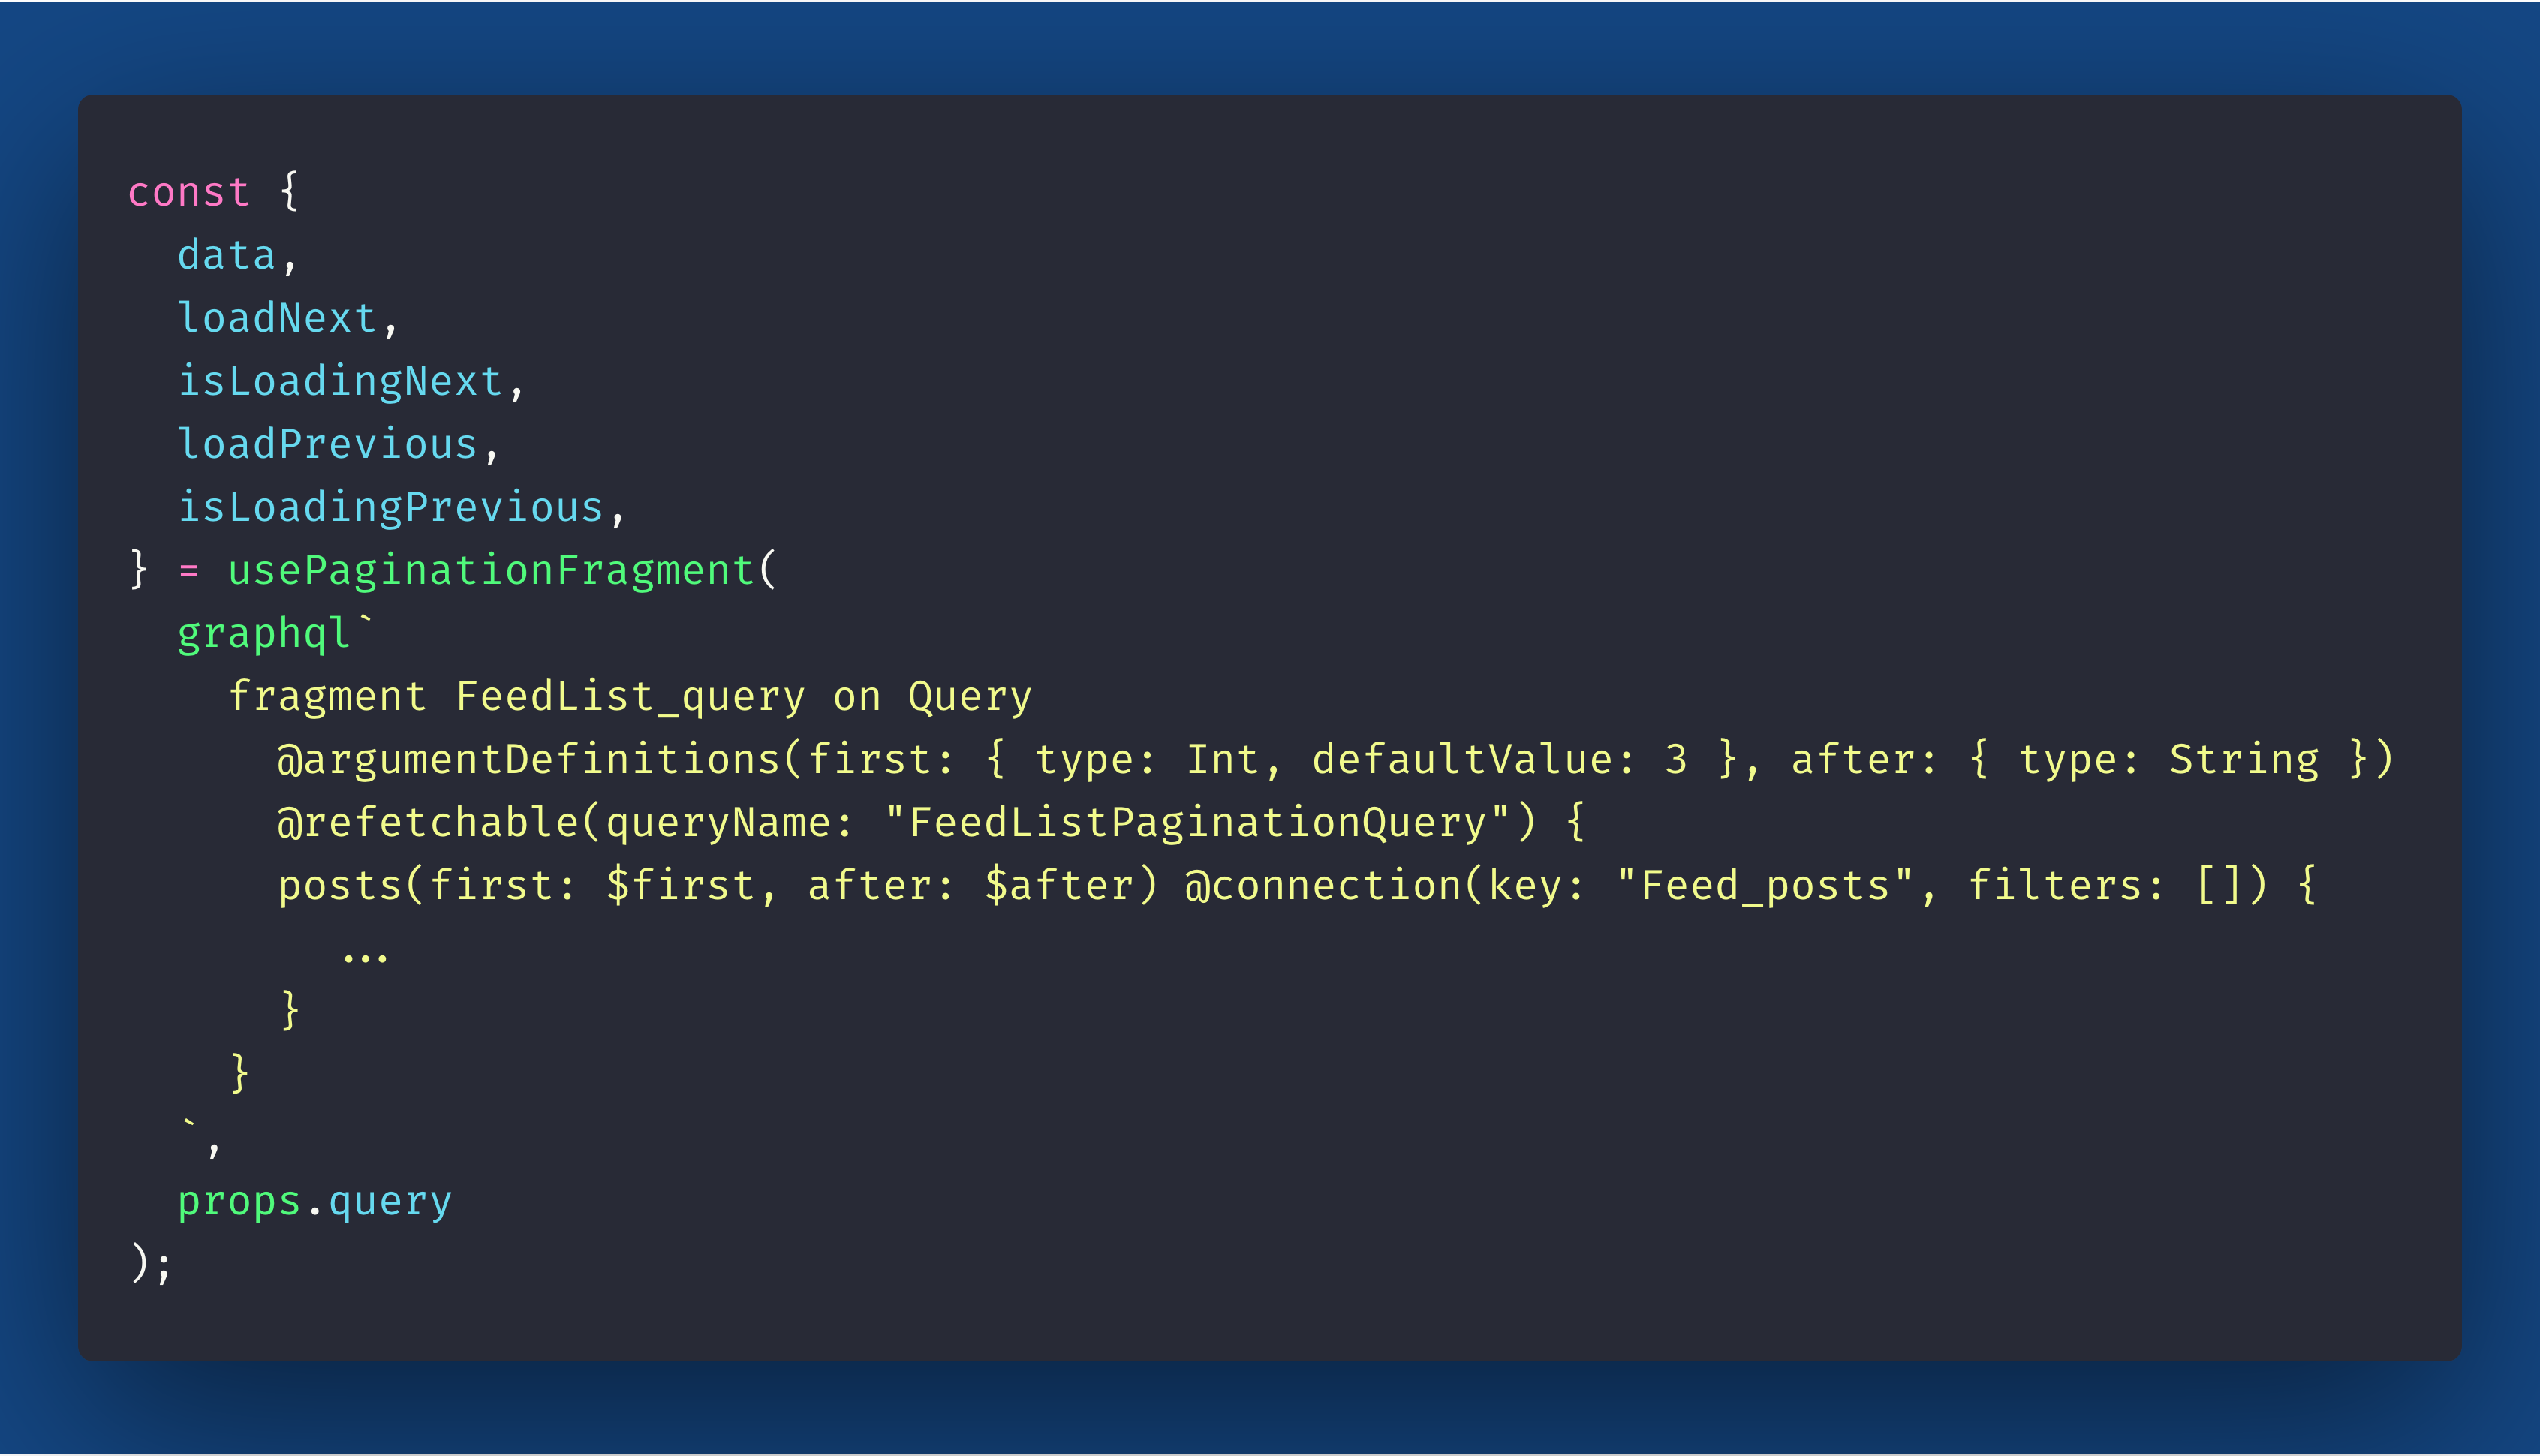 const {
  data,
  loadNext,
  isLoadingNext,
  loadPrevious,
  isLoadingPrevious,
} = usePaginationFragment(
  graphql`
    fragment FeedList_query on Query
      @argumentDefinitions(first: { type: Int, defaultValue: 3 }, after: { type: String })
      @refetchable(queryName: "FeedListPaginationQuery") {
      posts(first: $first, after: $after) @connection(key: "Feed_posts", filters: []) {
        ...
      }
    }
  `,
  props.query
);